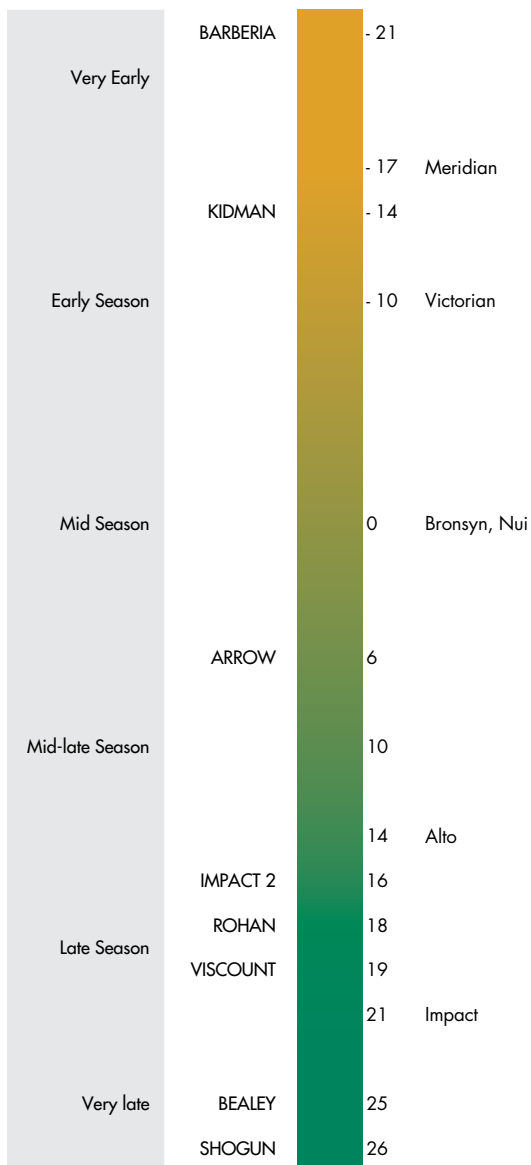 BARBERIA - 21
Very Early
- 17 Meridian
KIDMAN - 14
Early Season - 10 Victorian
Mid Season 0 Bronsyn, Nui
ARROW 6
Mid-late Season 10
14 Alto
IMPACT 2 16
ROHAN 18
Late Season
VISCOUNT 19
21 Impact
Very late BEALEY 25
SHOGUN 26